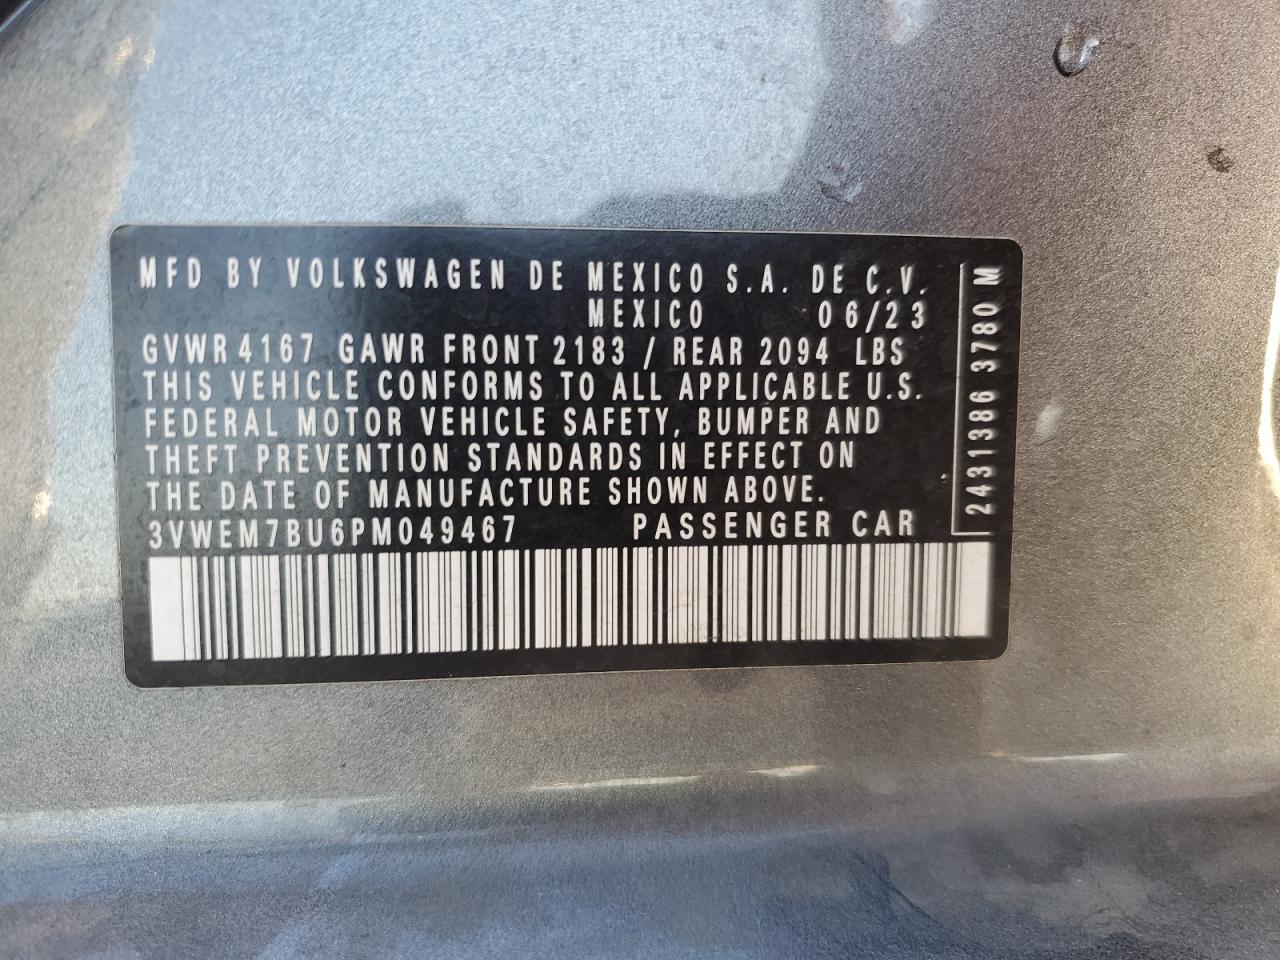 MFD BY VOLKSWAGEN DE MEXICO S.A. DE C.V.
MEXICO 06/23
GVWR 4167 GAWR FRONT 2183 / REAR 2094 LBS
THIS VEHICLE CONFORMS TO ALL APPLICABLE U.S.
FEDERAL MOTOR VEHICLE SAFETY, BUMPER AND
THEFT PREVENTION STANDARDS IN EFFECT ON
THE DATE OF MANUFACTURE SHOWN ABOVE.
3VWEM7BU6PM049467 PASSENGER CAR
2431386 3780 M